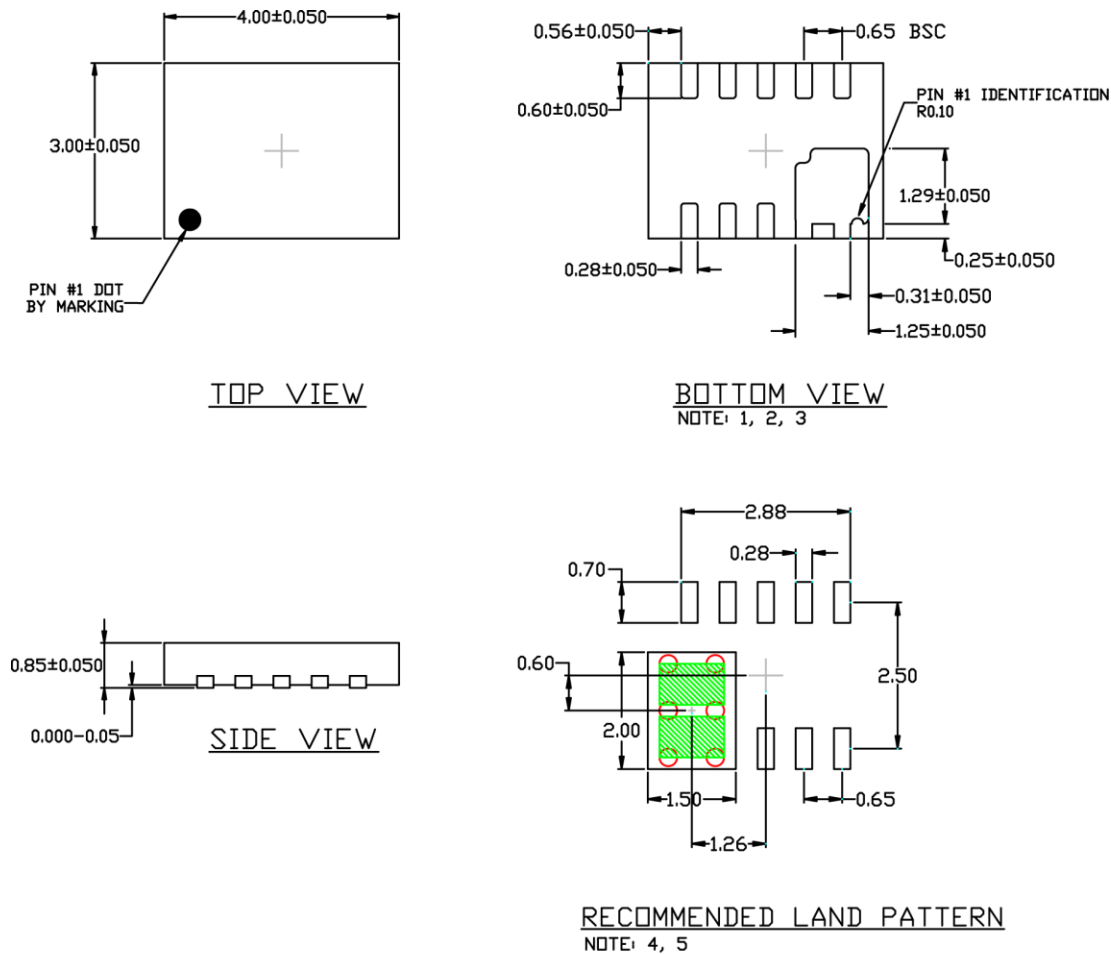 4.00±0.050
3.00±0.050
PIN #1 DOT
BY MARKING
TOP VIEW
0.56±0.050
0.65 BSC
0.60±0.050
PIN #1 IDENTIFICATION
R0.10
1.29±0.050
0.28±0.050
0.25±0.050
0.31±0.050
1.25±0.050
BOTTOM VIEW
NOTE: 1, 2, 3
0.85±0.050
0.000-0.05
SIDE VIEW
2.88
0.28
0.70
0.60
2.50
2.00
1.50
0.65
1.26
RECOMMENDED LAND PATTERN
NOTE: 4, 5